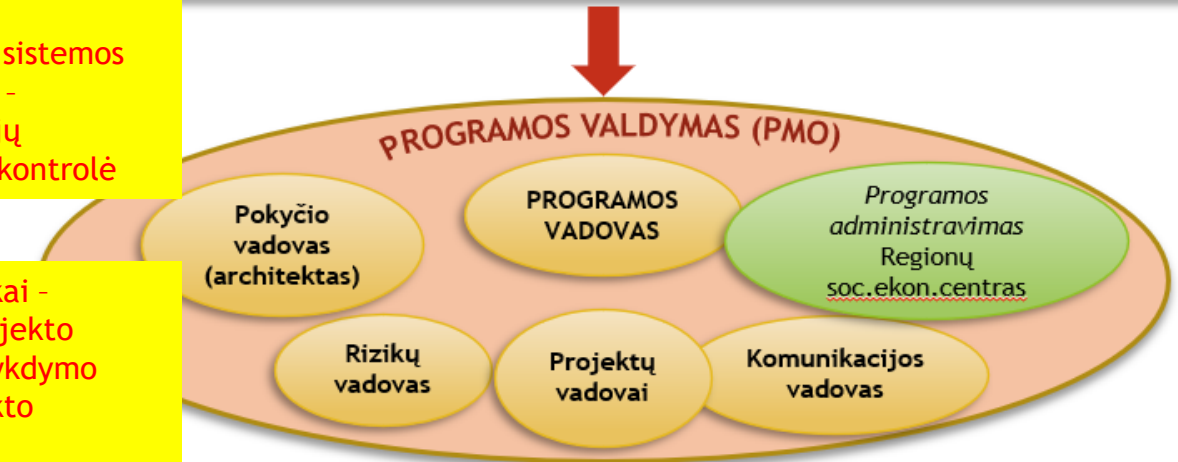 sistemos
–
ų
kontrolė
kai –
jekto
ykdymo
kto
PROGRAMOS VALDYMAS (PMO)
Pokyčio
vadovas
(architektas)
PROGRAMOS
VADOVAS
Programos
administravimas
Regionų
soc.ekon.centras
Rizikų
vadovas
Projektų
vadovai
Komunikacijos
vadovas